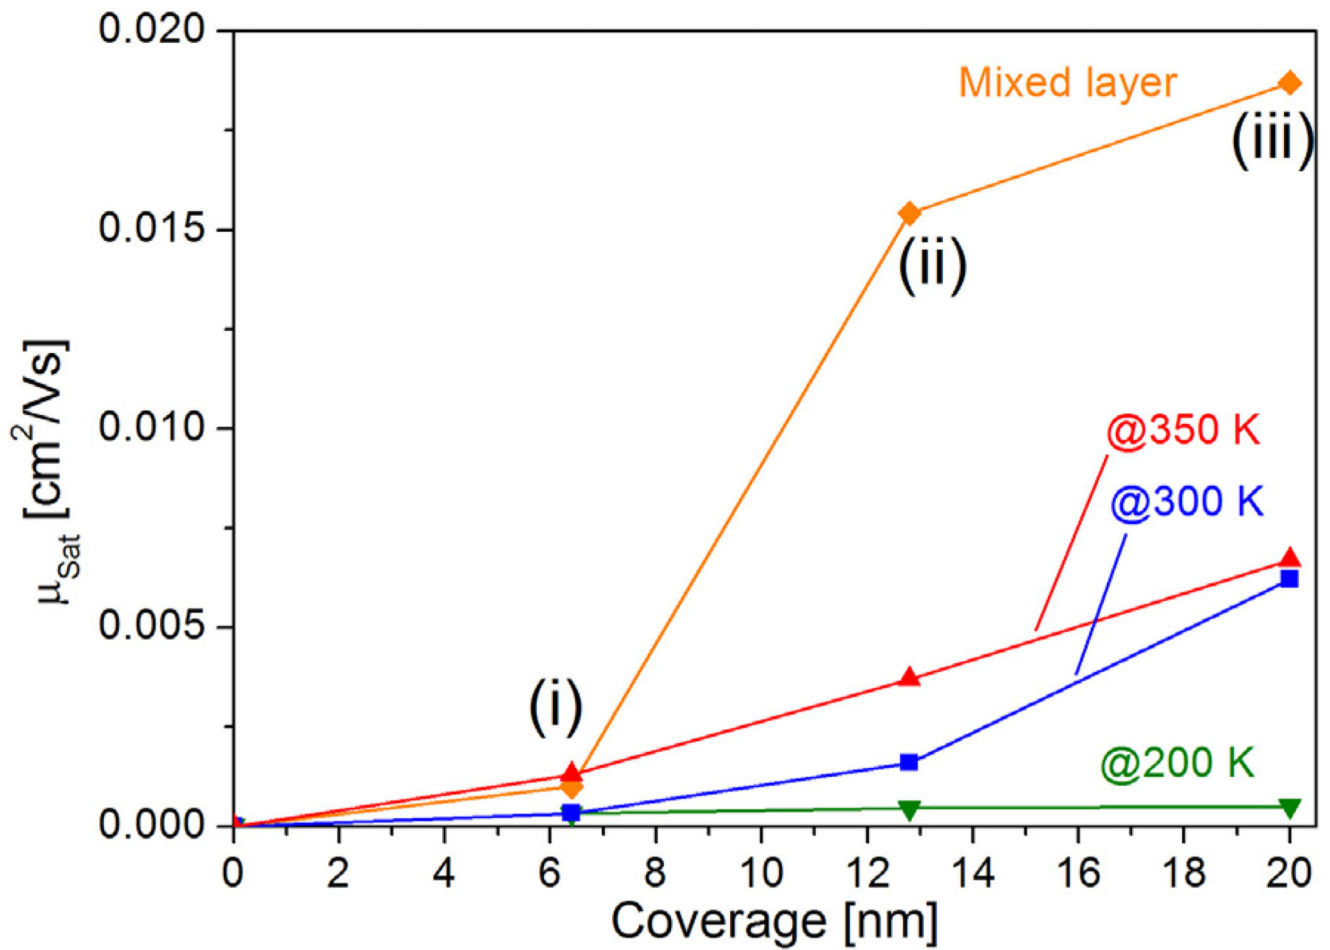 0.020
Mixed layer
(iii)
0.015
(ii)
μSat [cm²/Vs]
0.010
@350 K
@300 K
0.005
(i)
@200 K
0.000
0 2 4 6 8 10 12 14 16 18 20
Coverage [nm]